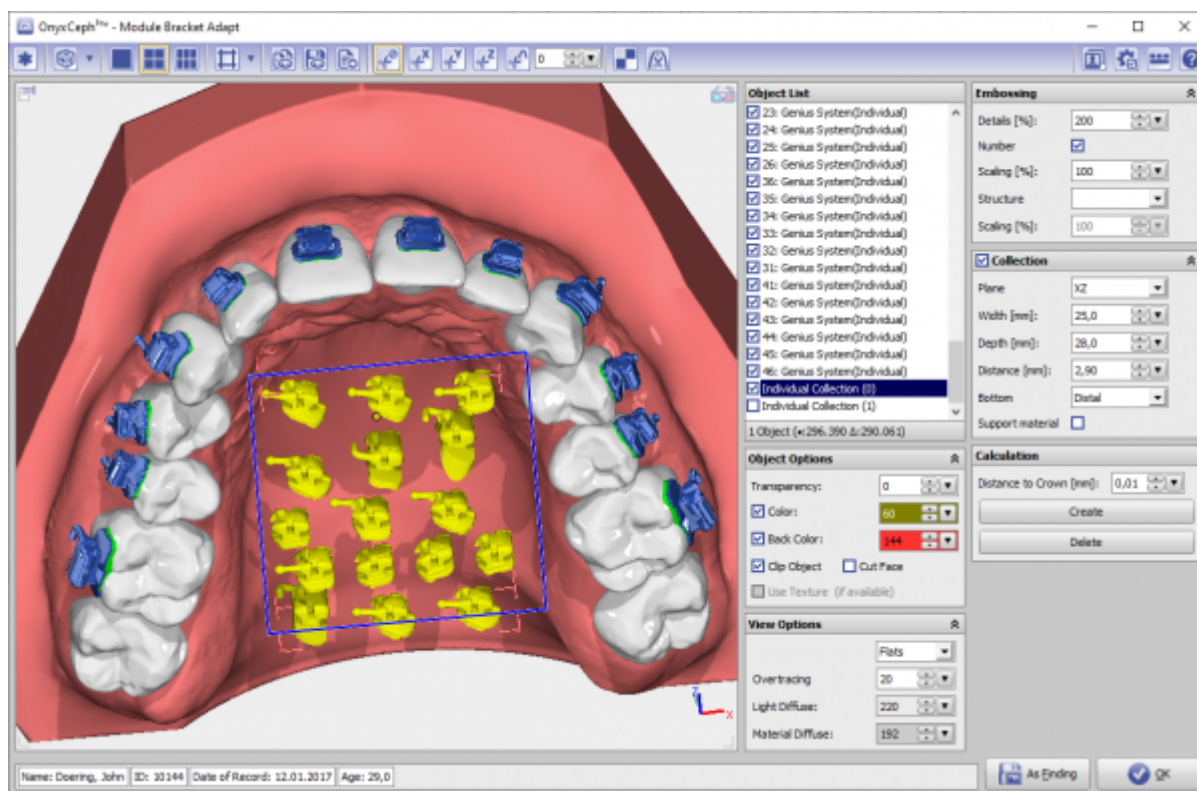 OnyxCeph³™ - Module Bracket Adapt
0
Object List
23: Genius System(Individual)
24: Genius System(Individual)
25: Genius System(Individual)
26: Genius System(Individual)
36: Genius System(Individual)
35: Genius System(Individual)
34: Genius System(Individual)
33: Genius System(Individual)
32: Genius System(Individual)
31: Genius System(Individual)
41: Genius System(Individual)
42: Genius System(Individual)
43: Genius System(Individual)
44: Genius System(Individual)
45: Genius System(Individual)
46: Genius System(Individual)
Individual Collection (0)
Individual Collection (1)
1 Object (•:296.390 Δ:290.061)
Object Options
Transparency: 0
Color: 60
Back Color: 144
Clip Object Cut Face
Use Texture (if available)
View Options
Flats
Overtracing 20
Light Diffuse: 220
Material Diffuse: 192
Embossing
Details [%]: 200
Number
Scaling [%]: 100
Structure
Scaling [%]: 100
Collection
Plane XZ
Width [mm]: 25,0
Depth [mm]: 28,0
Distance [mm]: 2,90
Bottom Distal
Support material
Calculation
Distance to Crown [mm]: 0,01
Create
Delete
Z
X
Name: Doering, John ID: 10144 Date of Record: 12.01.2017 Age: 29,0
As Finding
OK